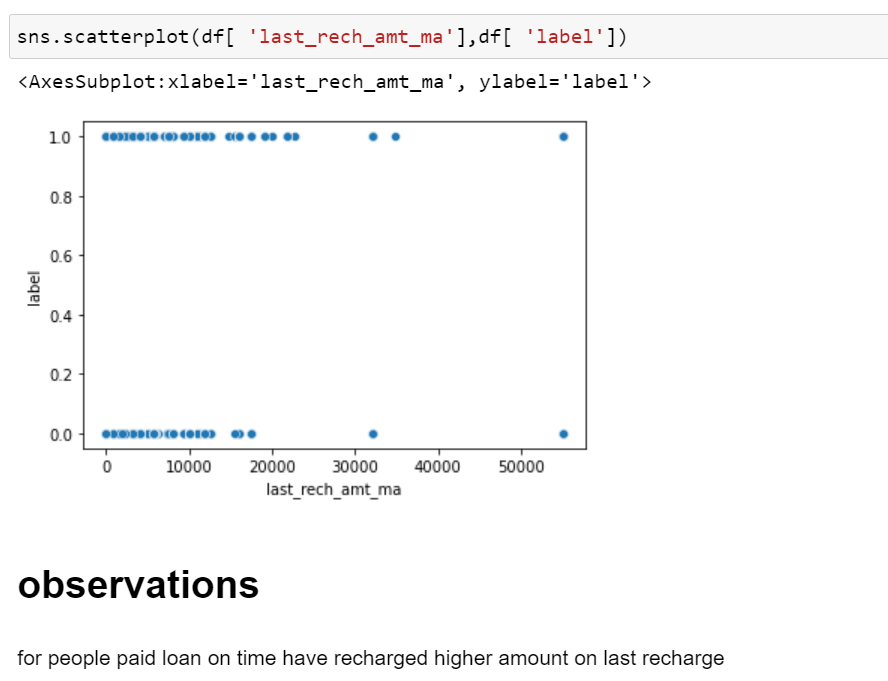 sns.scatterplot(df[ 'last_rech_amt_ma'],df[ 'label'])
<AxesSubplot:xlabel='last_rech_amt_ma', ylabel='label'>
1.0
0.8
0.6
label
0.4
0.2
0.0
0 10000 20000 30000 40000 50000
last_rech_amt_ma
observations
for people paid loan on time have recharged higher amount on last recharge